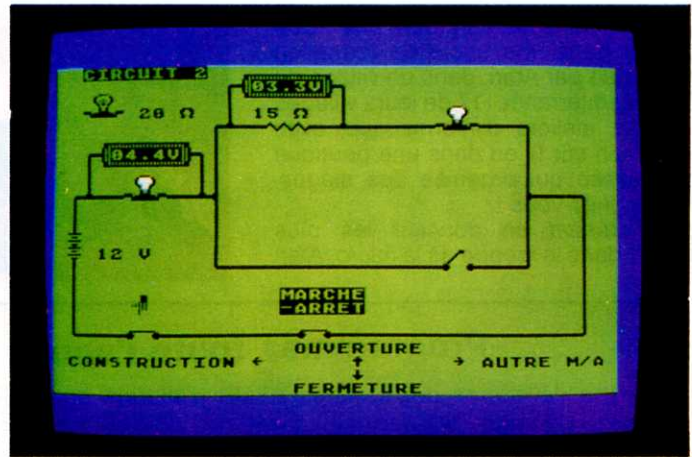 CIRCUIT 2
03.3V
20 Ω
15 Ω
04.4V
12 V
MARCHE
-ARRET
OUVERTURE
CONSTRUCTION ← → AUTRE M/A
FERMETURE